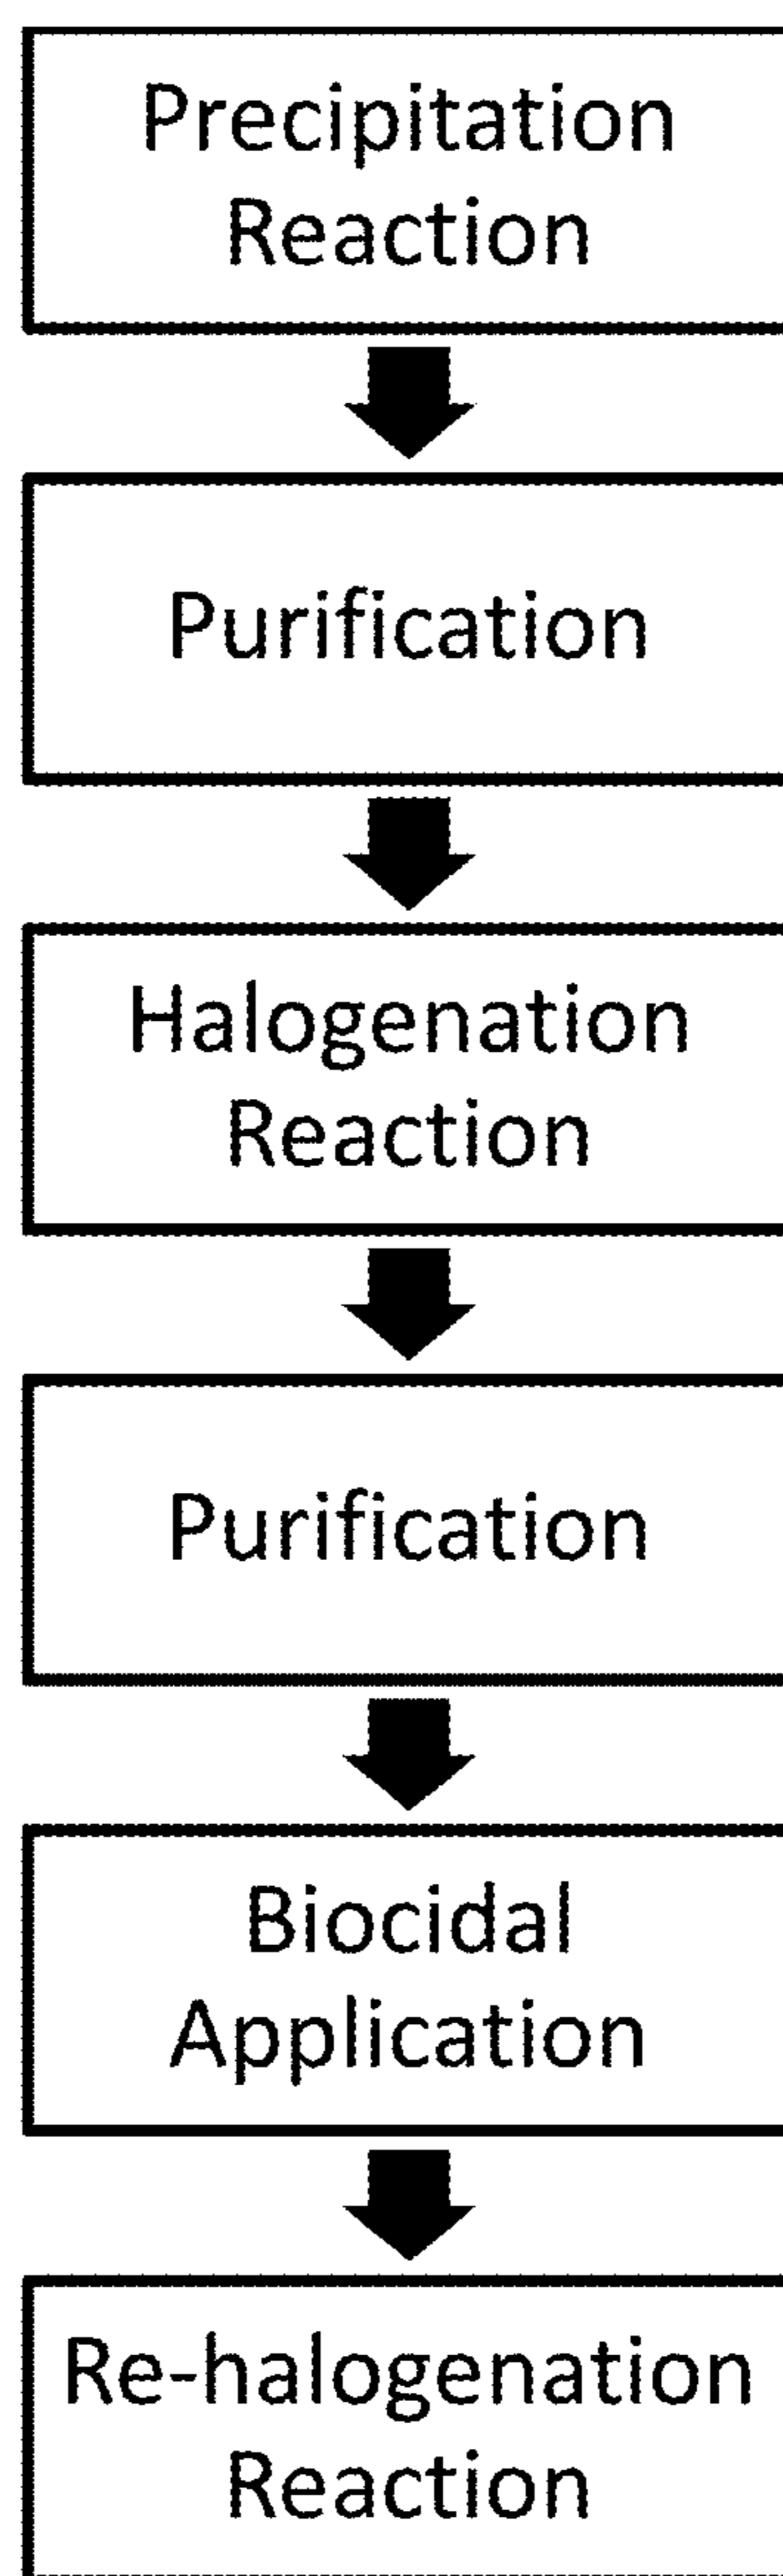 Precipitation
Reaction
Purification
Halogenation
Reaction
Purification
Biocidal
Application
Re-halogenation
Reaction